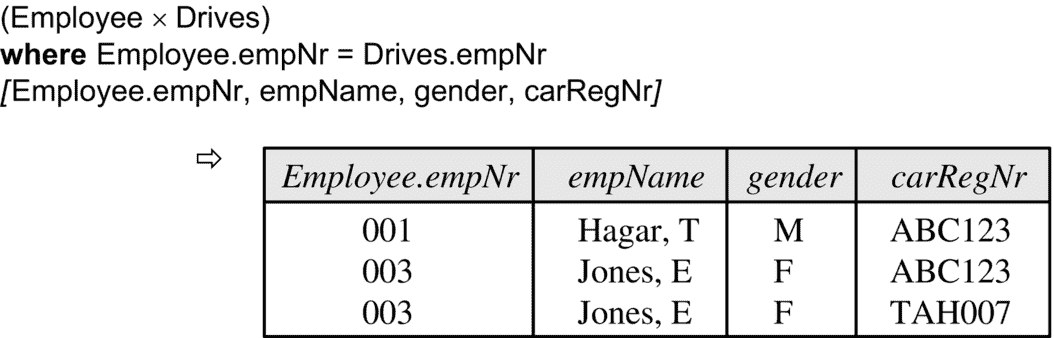 (Employee × Drives)
where Employee.empNr = Drives.empNr
[Employee.empNr, empName, gender, carRegNr]
⇨
Employee.empNr empName gender carRegNr
001 Hagar, T M ABC123
003 Jones, E F ABC123
003 Jones, E F TAH007